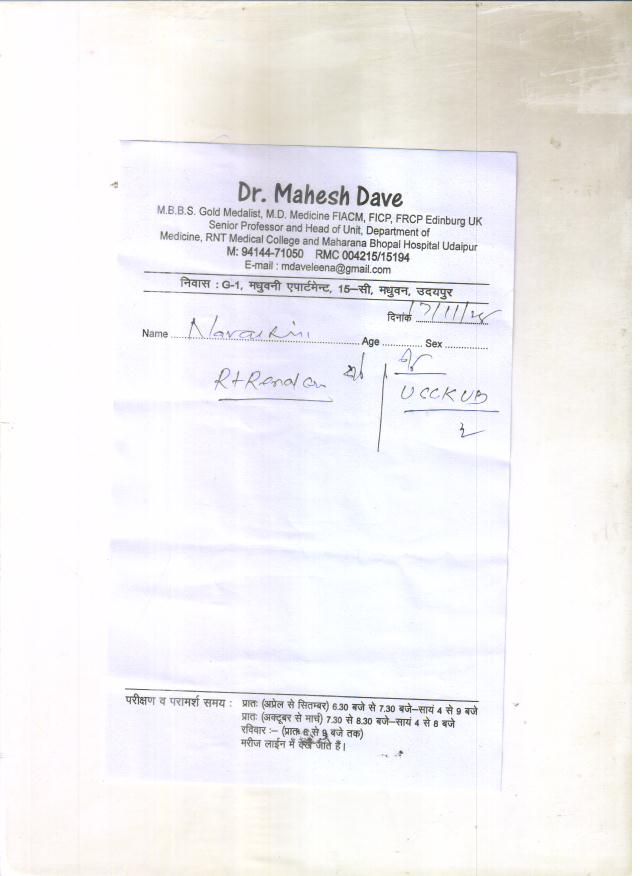 Dr. Mahesh Dave
M.B.B.S. Gold Medalist, M.D. Medicine FIACM, FICP, FRCP Edinburg UK
Senior Professor and Head of Unit, Department of
Medicine, RNT Medical College and Maharana Bhopal Hospital Udaipur
M: 94144-71050 RMC 004215/15194
E-mail : mdaveleena@gmail.com
निवास : G-1, मधुवनी एपार्टमेन्ट, 15–सी, मधुवन, उदयपुर
दिनांक
Name Age Sex
UCCKUB
परीक्षण व परामर्श समय : प्रातः (अप्रेल से सितम्बर) 6.30 बजे से 7.30 बजे–सायं 4 से 9 बजे
प्रातः (अक्टूबर से मार्च) 7.30 से 8.30 बजे–सायं 4 से 8 बजे
रविवार :– (प्रातः से 9 बजे तक)
मरीज लाईन में देखें जाते हैं।